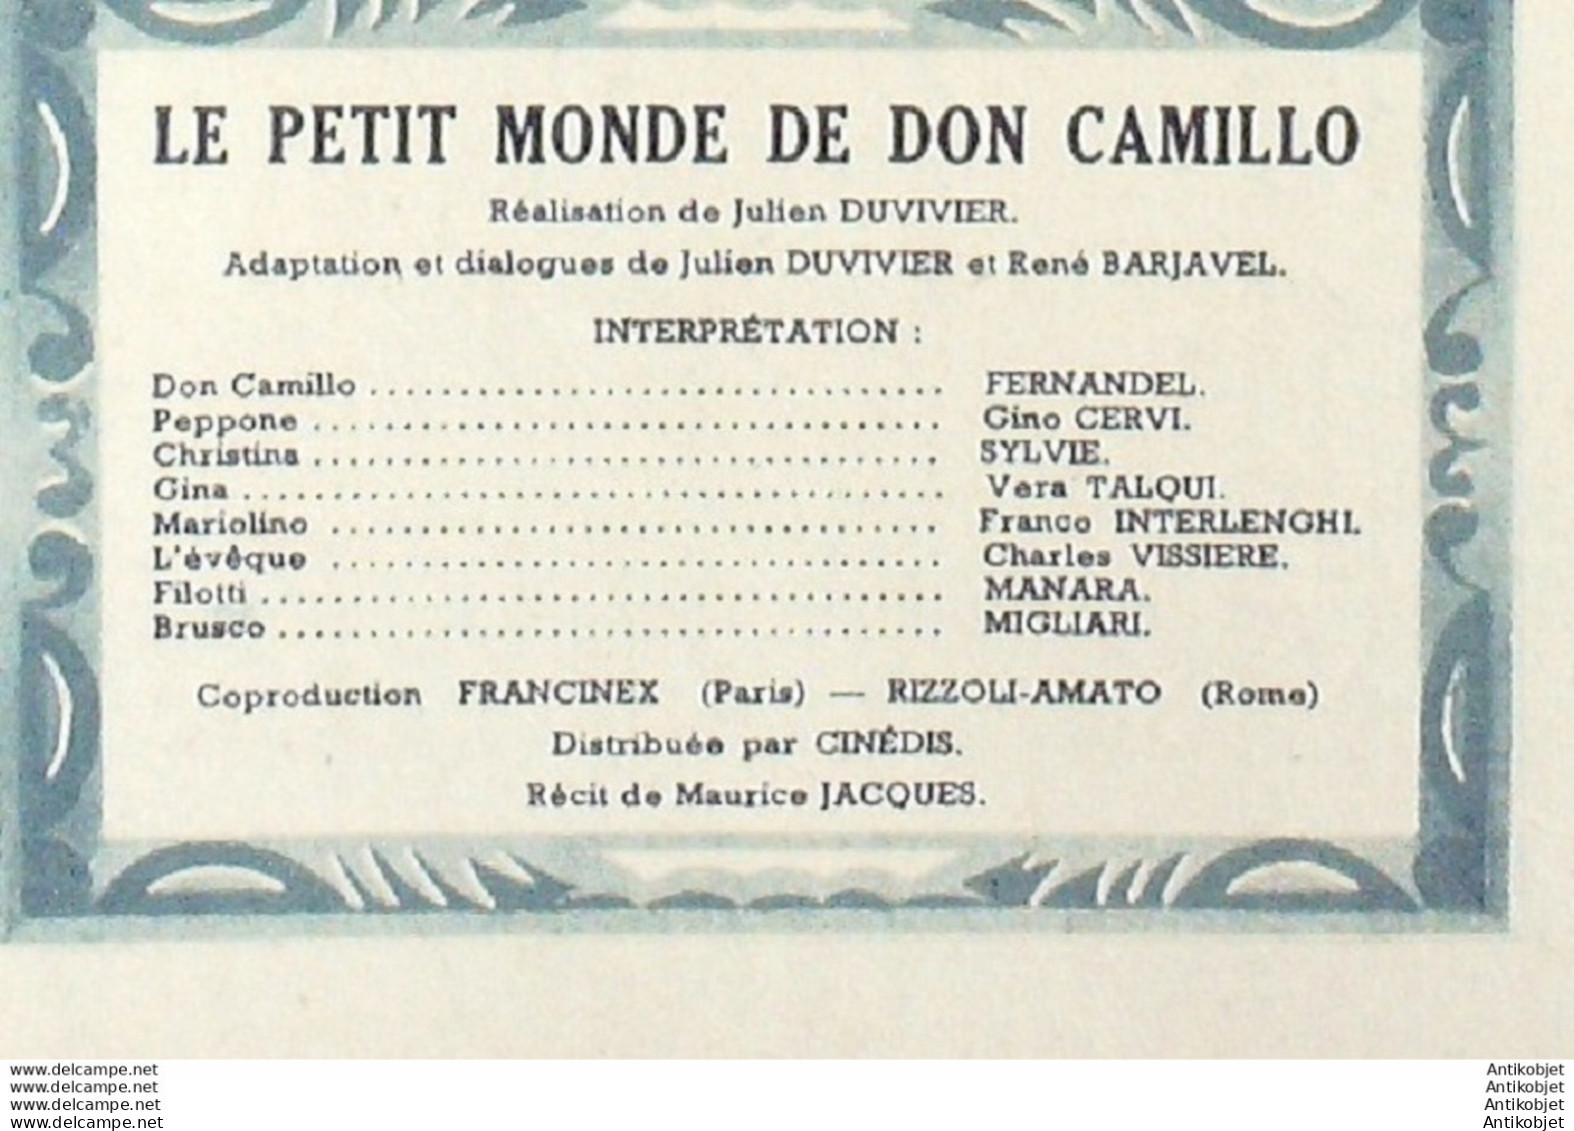 LE PETIT MONDE DE DON CAMILLO
Réalisation de Julien DUVIVIER.
Adaptation et dialogues de Julien DUVIVIER et René BARJAVEL.
INTERPRÉTATION :
Don Camillo ................................ FERNANDEL.
Peppone ................................... Gino CERVI.
Christina ................................... SYLVIE.
Gina ....................................... Vera TALQUI.
Mariolino .................................. Franco INTERLENGHI.
L'évêque .................................. Charles VISSIERE.
Filotti ...................................... MANARA.
Brusco ..................................... MIGLIARI.
Coproduction FRANCINEX (Paris) — RIZZOLI-AMATO (Rome)
Distribuée par CINÉDIS.
Récit de Maurice JACQUES.
www.delcampe.com Antikobjet
www.delcampe.net Antikobjet
www.delcampe.com Antikobjet
www.delcampe.net Antikobjet